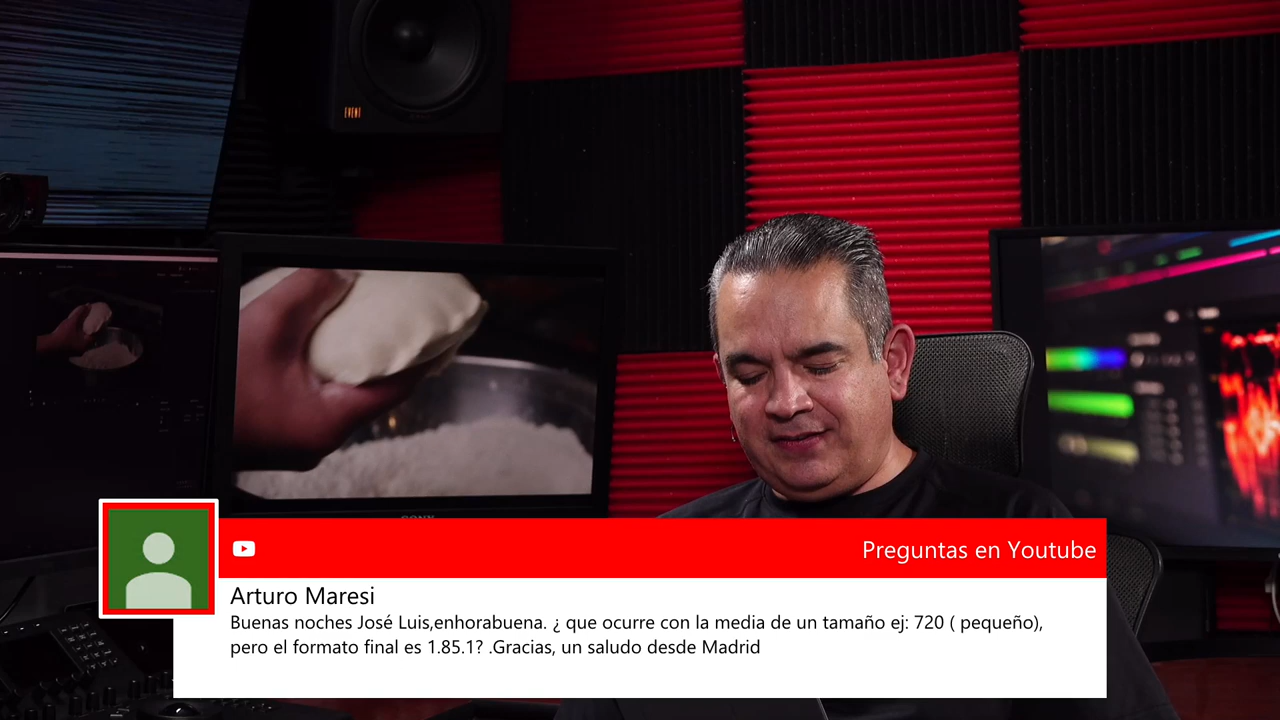 Preguntas en Youtube
Arturo Maresi
Buenas noches José Luis,enhorabuena. ¿ que ocurre con la media de un tamaño ej: 720 ( pequeño),
pero el formato final es 1.85.1? .Gracias, un saludo desde Madrid